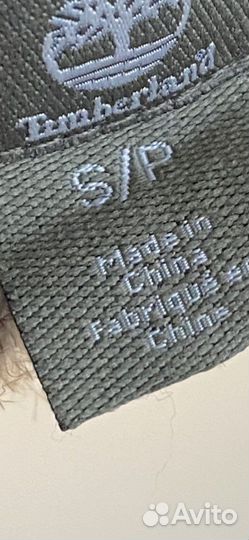 Timberland
S/P
Made in
China
Fabriqué en
Chine
Avito